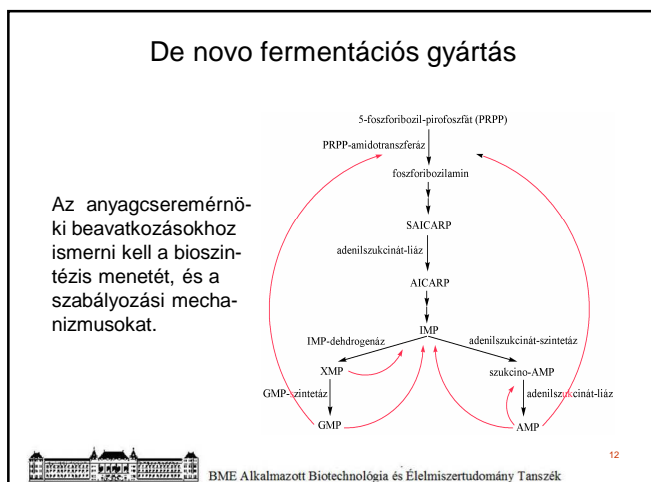 De novo fermentációs gyártás
Az anyagcseremérnö-
ki beavatkozásokhoz
ismerni kell a bioszin-
tézis menetét, és a
szabályozási mecha-
nizmusokat.
5-foszforibozil-pirofoszfát (PRPP)
PRPP-amidotranszferáz
foszforibozilamin
SAICARP
adenilszukcinát-liáz
AICARP
IMP
IMP-dehdrogenáz
adenilszukcinát-szintetáz
XMP
szukcino-AMP
GMP-szintetáz
adenilszukcinát-liáz
GMP
AMP
12
BME Alkalmazott Biotechnológia és Élelmiszertudomány Tanszék